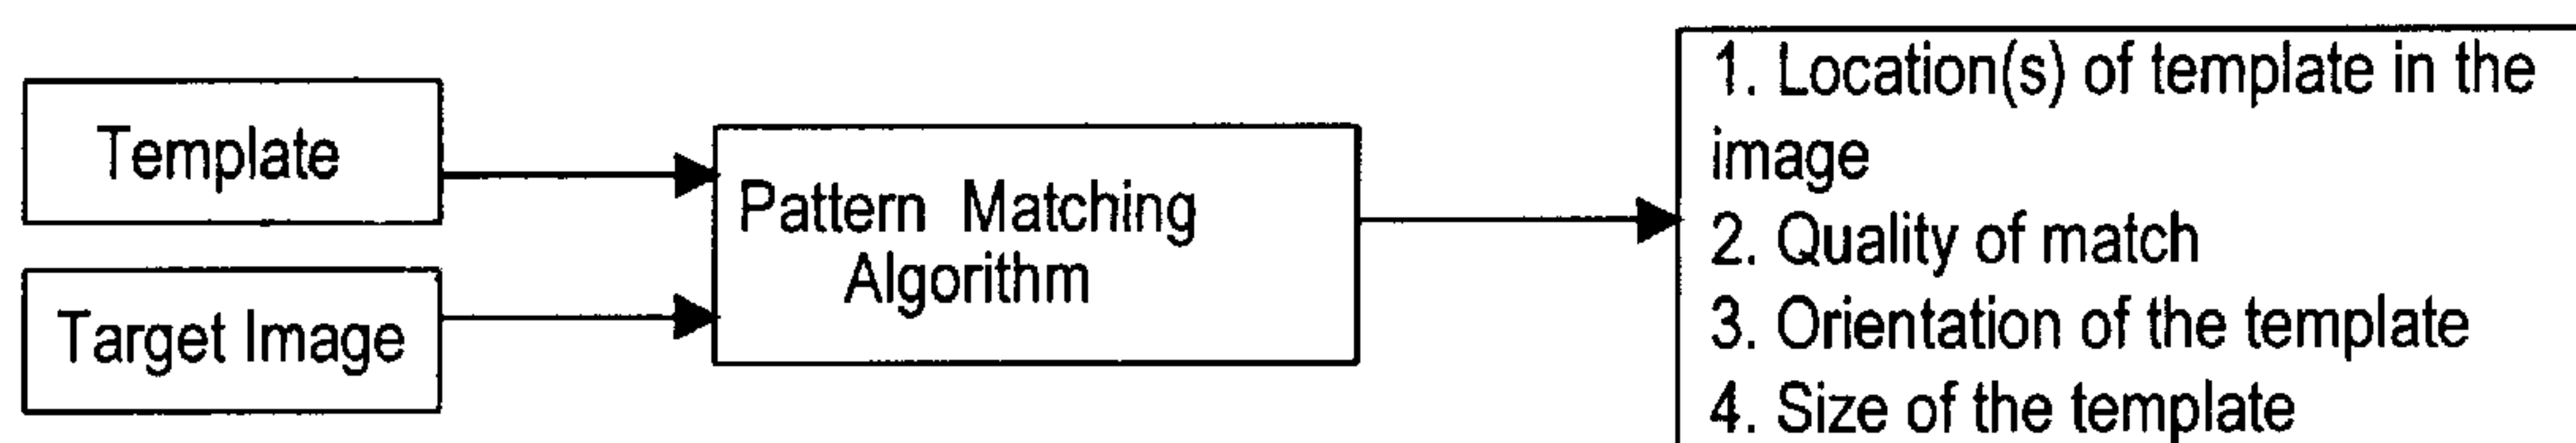 Template
Target Image
Pattern Matching
Algorithm
1. Location(s) of template in the
image
2. Quality of match
3. Orientation of the template
4. Size of the template